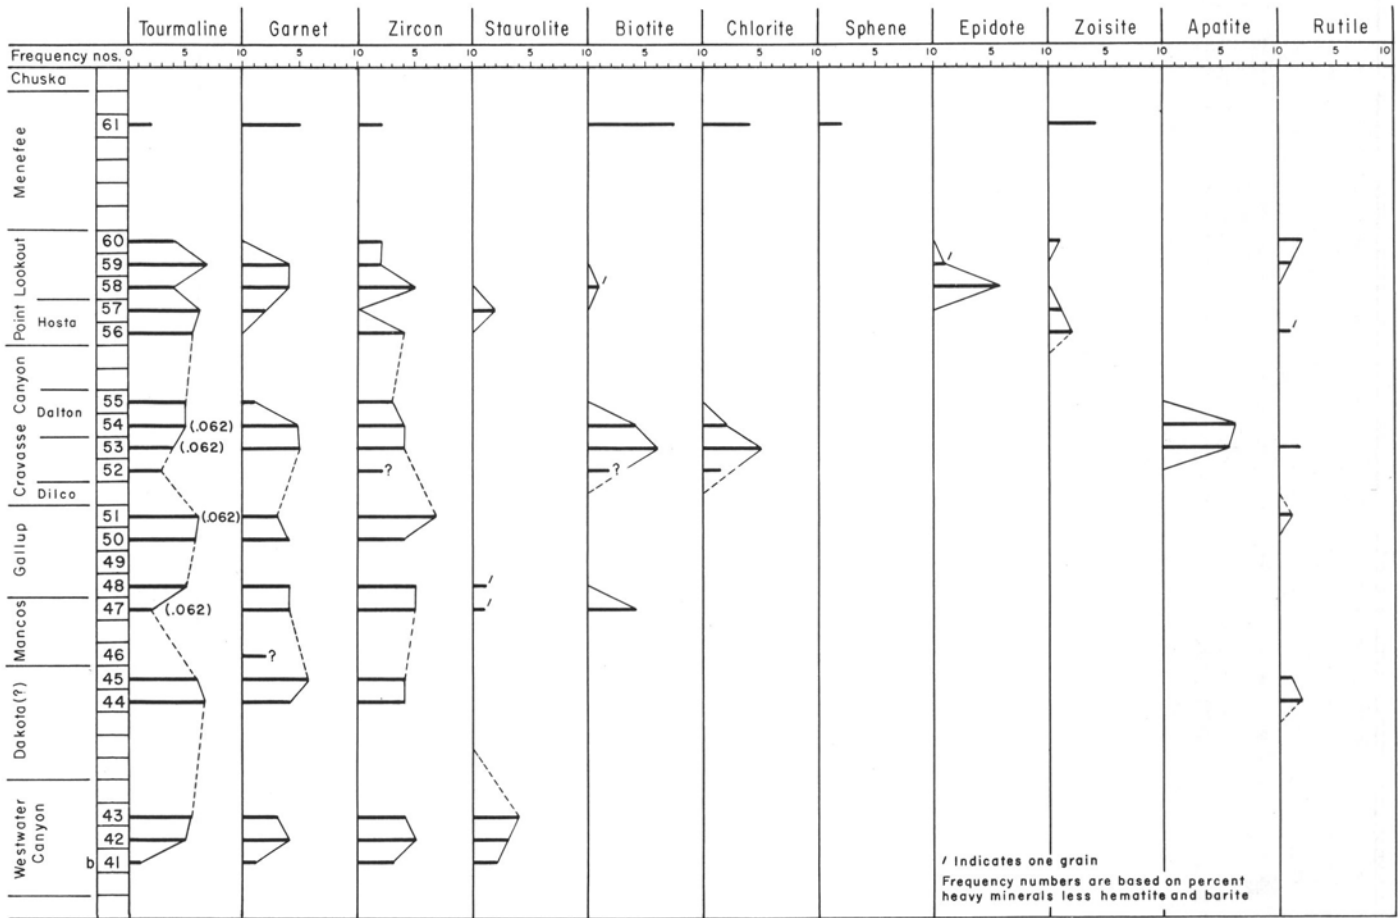 Tourmaline Garnet Zircon Staurolite Biotite Chlorite Sphene Epidote Zoisite Apatite Rutile
Frequency nos. 0 5 10 5 10 5 10 5 10 5 10 5 10 5 10 5 10 5 10 5 10 5 10
Chuska
Menefee
61
Point Lookout
60
59 /
58 /
57
Hosta
56 /
Cravasse Canyon
55
Dalton
54 (.062)
53 (.062)
52 ? ?
Dilco
Gallup
51 (.062)
50
49
48 /
Mancos
47 (.062) /
46 ?
Dakota (?)
45
44
Westwater
Canyon
43
42
b 41
/ Indicates one grain
Frequency numbers are based on percent
heavy minerals less hematite and barite